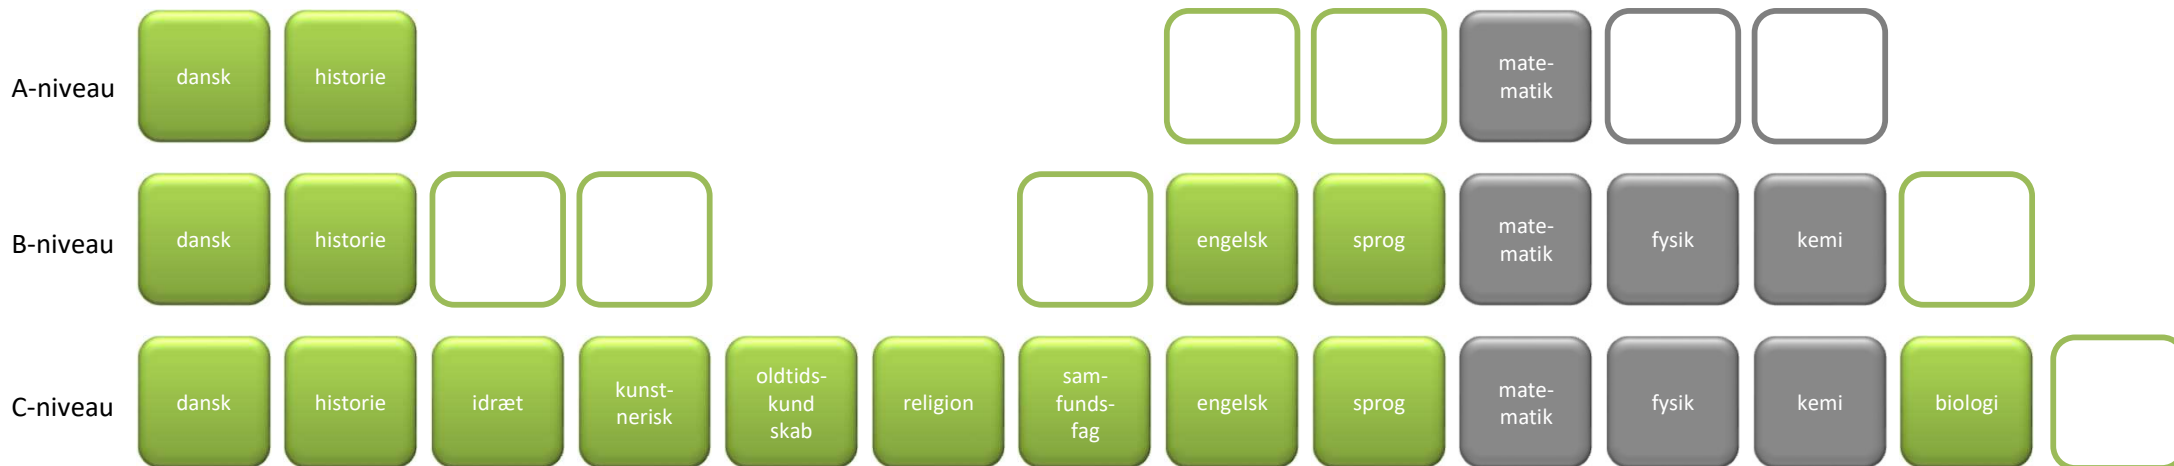 A-niveau
dansk
historie
mate-
matik
B-niveau
dansk
historie
engelsk
sprog
mate-
matik
fysik
kemi
C-niveau
dansk
historie
idræt
kunst-
nerisk
oldtids-
kund
skab
religion
sam-
funds-
fag
engelsk
sprog
mate-
matik
fysik
kemi
biologi